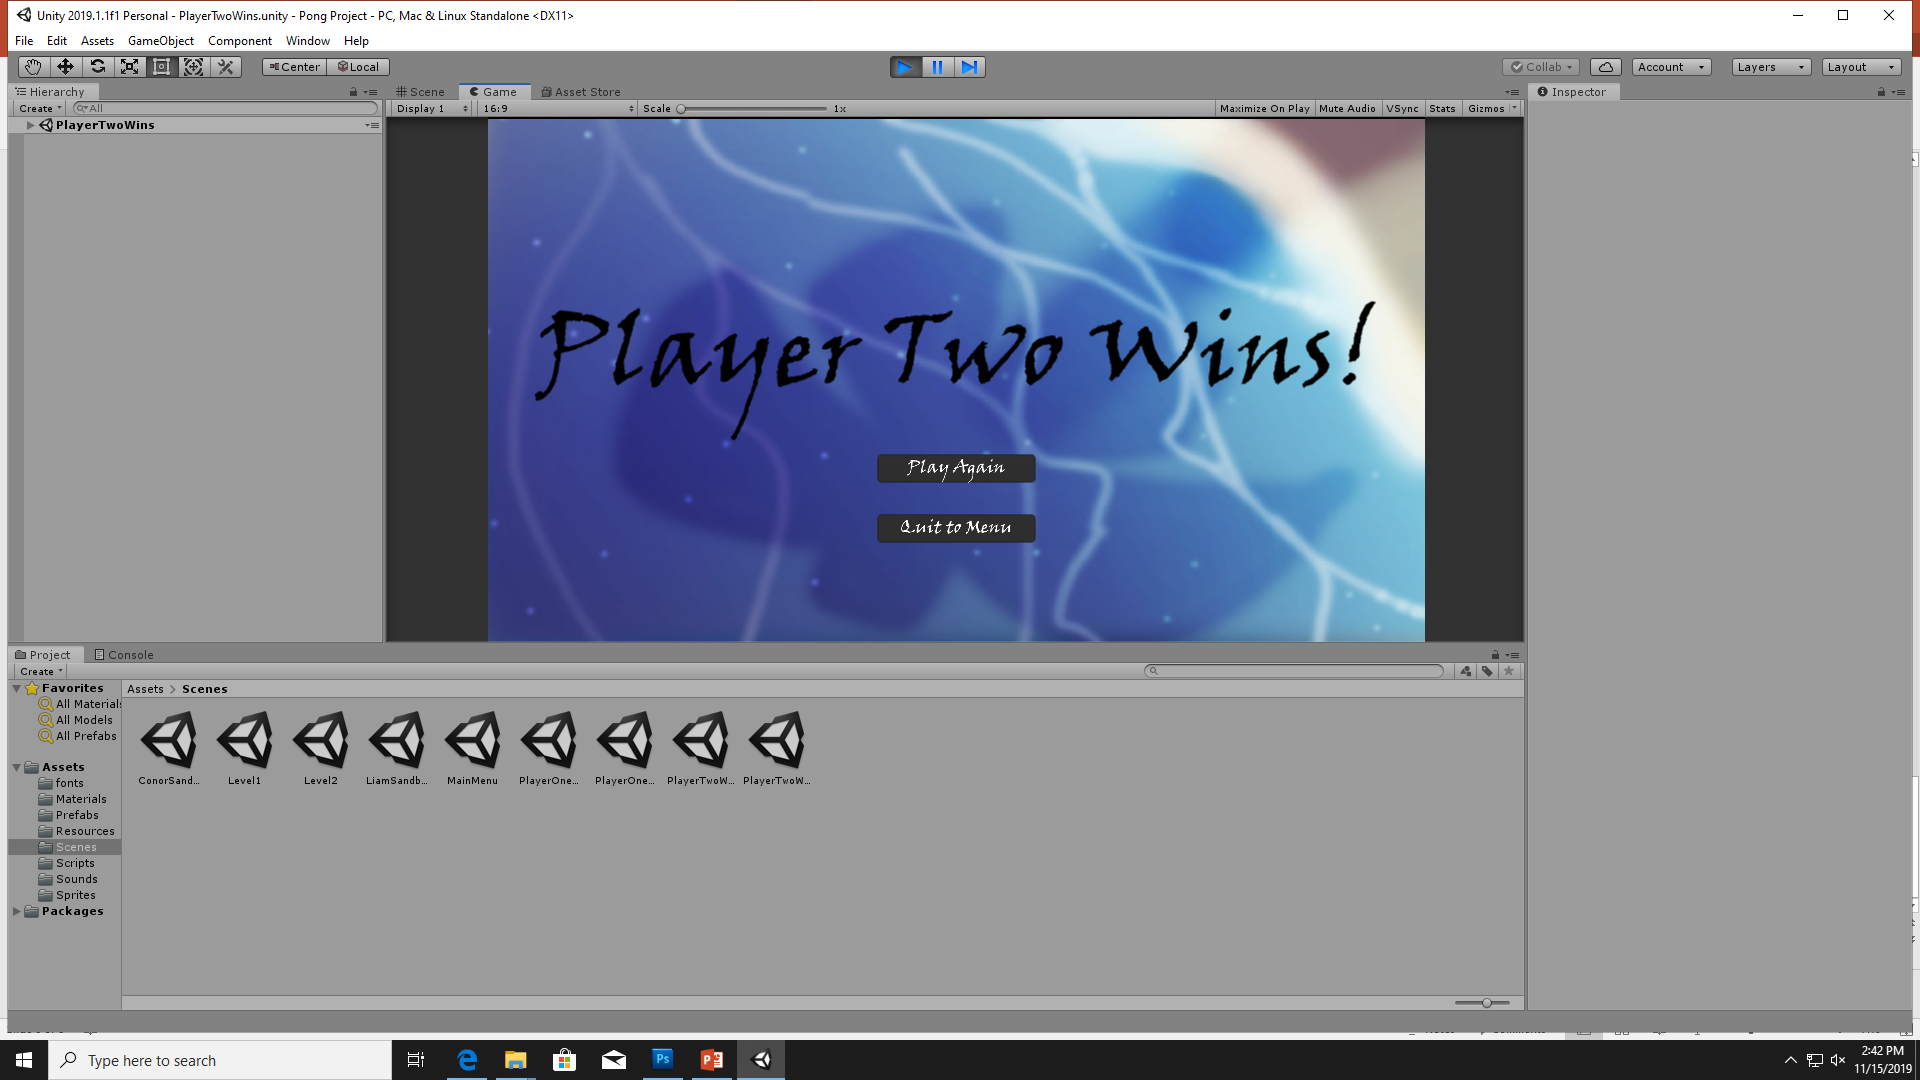 Unity 2019.1.1f1 Personal - PlayerTwoWins.unity - Pong Project - PC, Mac & Linux Standalone <DX11>
File Edit Assets GameObject Component Window Help
Center Local Collab Account Layers Layout
Hierarchy Scene Game Asset Store Inspector
Create All Display 1 16:9 Scale 1x Maximize On Play Mute Audio VSync Stats Gizmos
PlayerTwoWins
Player Two Wins!
Play Again
Quit to Menu
Project Console
Create
Favorites
All Materials
All Models
All Prefabs
Assets
fonts
Materials
Prefabs
Resources
Scenes
Scripts
Sounds
Sprites
Packages
Assets > Scenes
ConorSand... Level1 Level2 LiamSandb... MainMenu PlayerOne... PlayerOne... PlayerTwoW... PlayerTwoW...
Type here to search
Ps
2:42 PM
11/15/2019